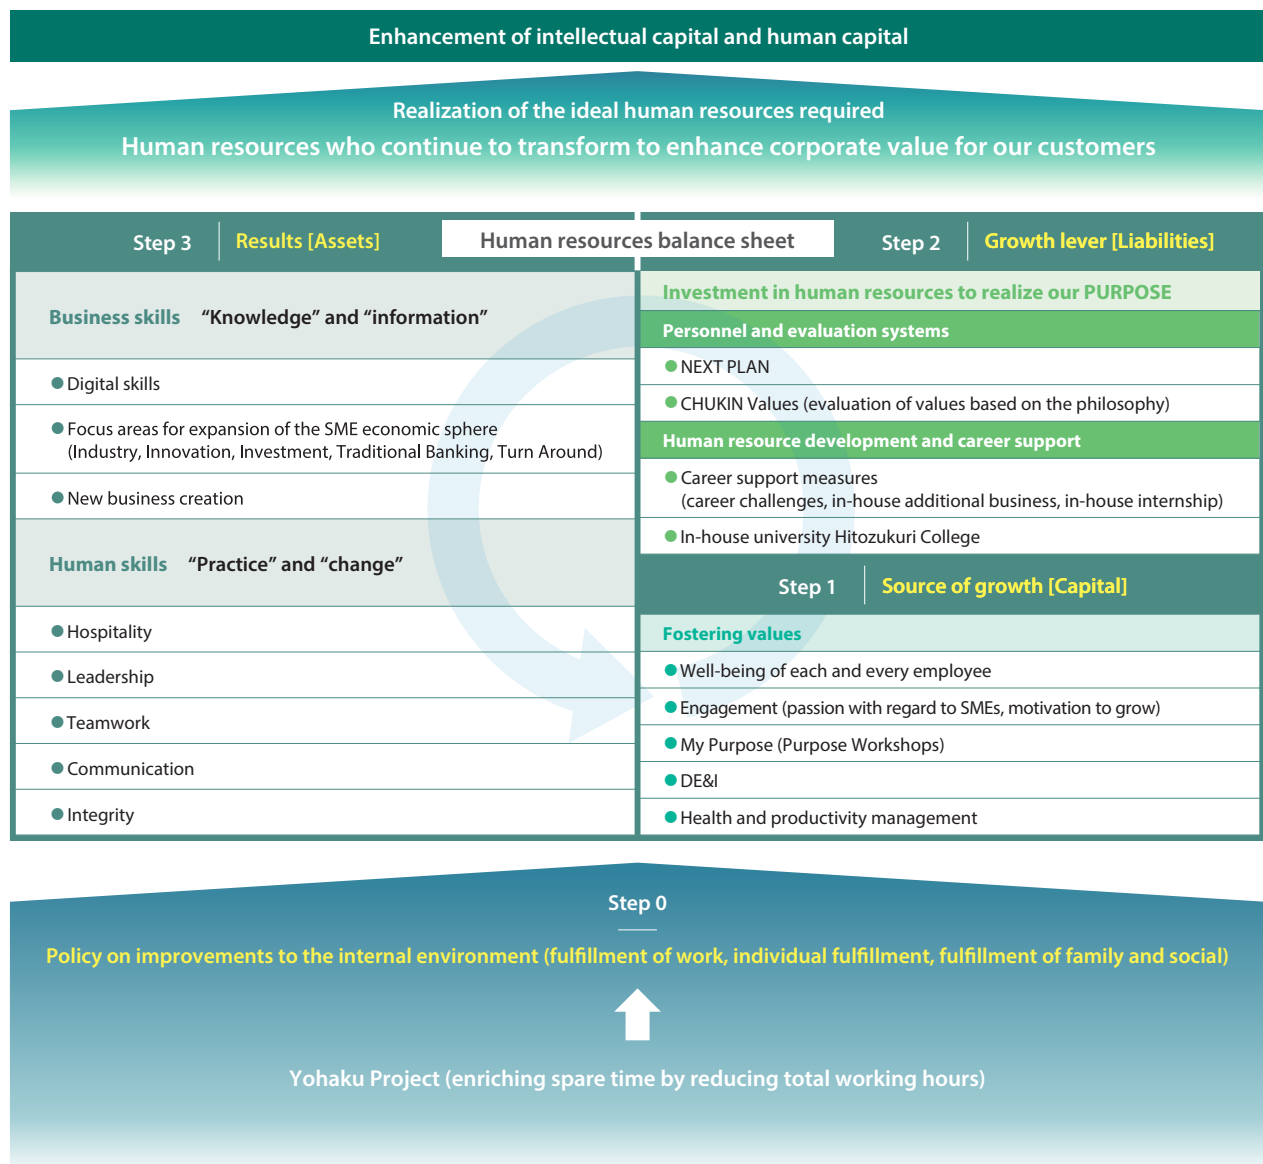 Enhancement of intellectual capital and human capital
Realization of the ideal human resources required
Human resources who continue to transform to enhance corporate value for our customers
Human resources balance sheet
Step 3
Results [Assets]
Business skills “Knowledge” and “information”
● Digital skills
● Focus areas for expansion of the SME economic sphere
(Industry, Innovation, Investment, Traditional Banking, Turn Around)
● New business creation
Human skills “Practice” and “change”
● Hospitality
● Leadership
● Teamwork
● Communication
● Integrity
Step 2
Growth lever [Liabilities]
Investment in human resources to realize our PURPOSE
Personnel and evaluation systems
● NEXT PLAN
● CHUKIN Values (evaluation of values based on the philosophy)
Human resource development and career support
● Career support measures
(career challenges, in-house additional business, in-house internship)
● In-house university Hitozukuri College
Step 1
Source of growth [Capital]
Fostering values
● Well-being of each and every employee
● Engagement (passion with regard to SMEs, motivation to grow)
● My Purpose (Purpose Workshops)
● DE&I
● Health and productivity management
Step 0
Policy on improvements to the internal environment (fulfillment of work, individual fulfillment, fulfillment of family and social)
Yohaku Project (enriching spare time by reducing total working hours)